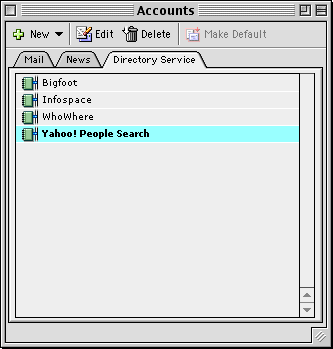 Accounts
New Edit Delete Make Default
Mail News Directory Service
Bigfoot
Infospace
WhoWhere
Yahoo! People Search